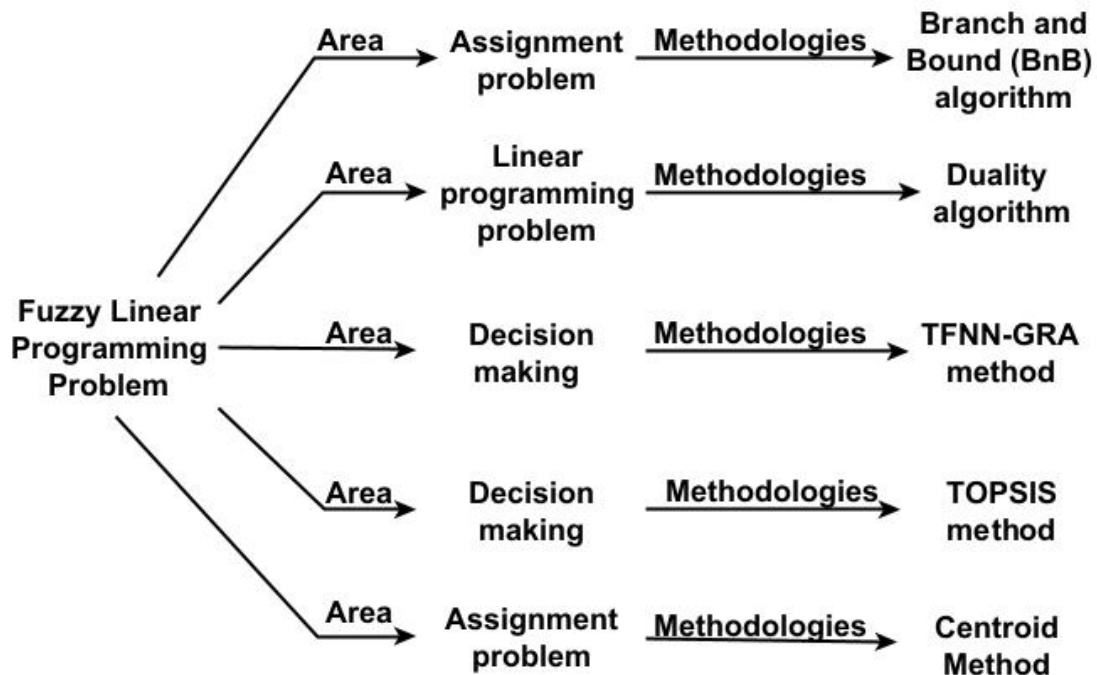 Fuzzy Linear
Programming
Problem
Area
Assignment
problem
Methodologies
Branch and
Bound (BnB)
algorithm
Area
Linear
programming
problem
Methodologies
Duality
algorithm
Area
Decision
making
Methodologies
TFNN-GRA
method
Area
Decision
making
Methodologies
TOPSIS
method
Area
Assignment
problem
Methodologies
Centroid
Method